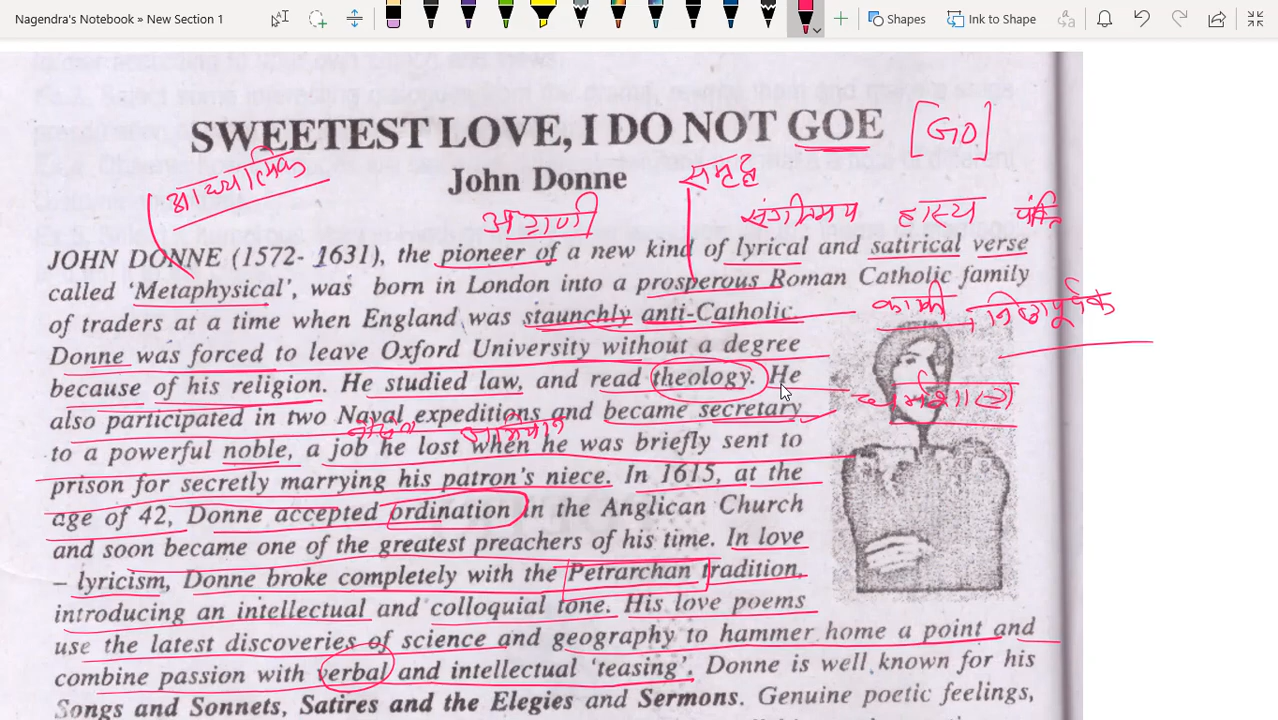 Nagendra's Notebook » New Section 1
Shapes
Ink to Shape
SWEETEST LOVE, I DO NOT GOE [GO]
John Donne
आध्यात्मिक
समृद्ध
अग्रणी
संगीतमय हास्य पंक्ति
JOHN DONNE (1572- 1631), the pioneer of a new kind of lyrical and satirical verse
called 'Metaphysical', was born in London into a prosperous Roman Catholic family
of traders at a time when England was staunchly anti-Catholic.
काफी, निष्ठापूर्वक
Donne was forced to leave Oxford University without a degree
because of his religion. He studied law, and read theology. He
धर्मशास्त्र
also participated in two Naval expeditions and became secretary
to a powerful noble, a job he lost when he was briefly sent to
prison for secretly marrying his patron's niece. In 1615, at the
age of 42, Donne accepted ordination in the Anglican Church
and soon became one of the greatest preachers of his time. In love
– lyricism, Donne broke completely with the Petrarchan tradition,
introducing an intellectual and colloquial tone. His love poems
use the latest discoveries of science and geography to hammer home a point and
combine passion with verbal and intellectual 'teasing'. Donne is well known for his
Songs and Sonnets, Satires and the Elegies and Sermons. Genuine poetic feelings,